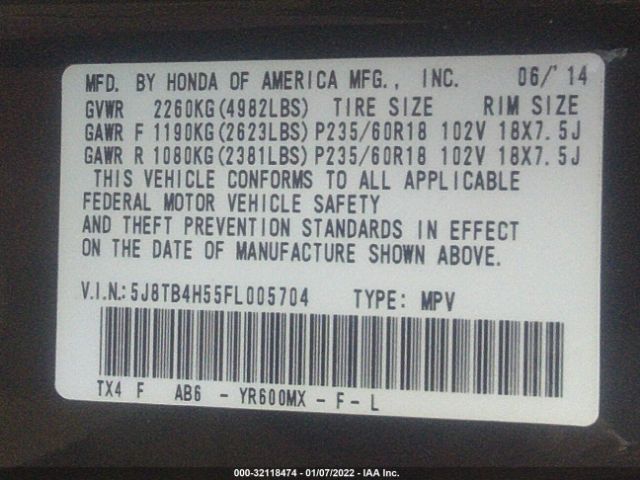 MFD. BY HONDA OF AMERICA MFG., INC. 06/'14
GVWR 2260KG(4982LBS) TIRE SIZE RIM SIZE
GAWR F 1190KG(2623LBS) P235/60R18 102V 18X7.5J
GAWR R 1080KG(2381LBS) P235/60R18 102V 18X7.5J
THIS VEHICLE CONFORMS TO ALL APPLICABLE
FEDERAL MOTOR VEHICLE SAFETY
AND THEFT PREVENTION STANDARDS IN EFFECT
ON THE DATE OF MANUFACTURE SHOWN ABOVE.
V.I.N.: 5J8TB4H55FL005704 TYPE: MPV
TX4 F AB6 - YR600MX - F - L
000-32118474 - 01/07/2022 - IAA Inc.